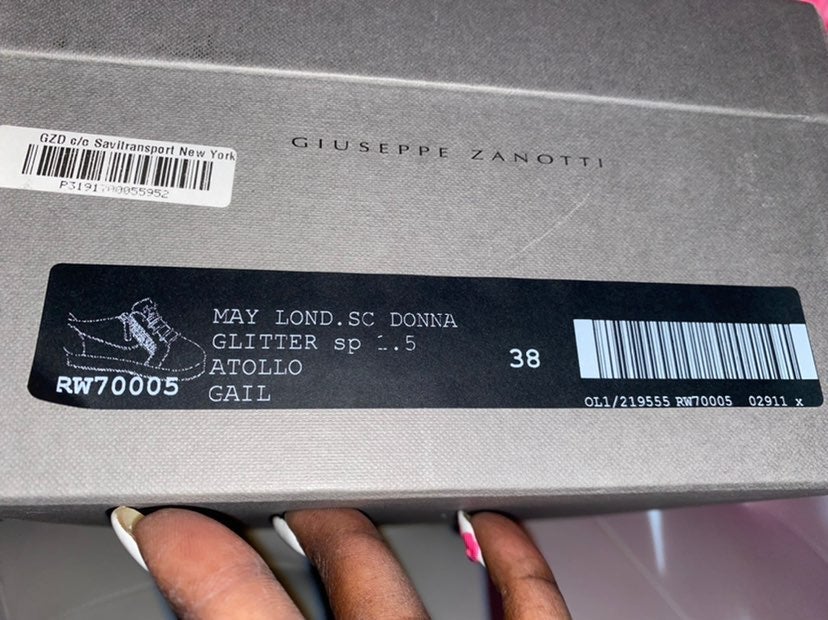 GZD c/o Savitransport New York
GIUSEPPE ZANOTTI
MAY LOND.SC DONNA
GLITTER sp 1.5
ATOLLO
GAIL
RW70005
38
OL1/219555 RW70005 02911 x